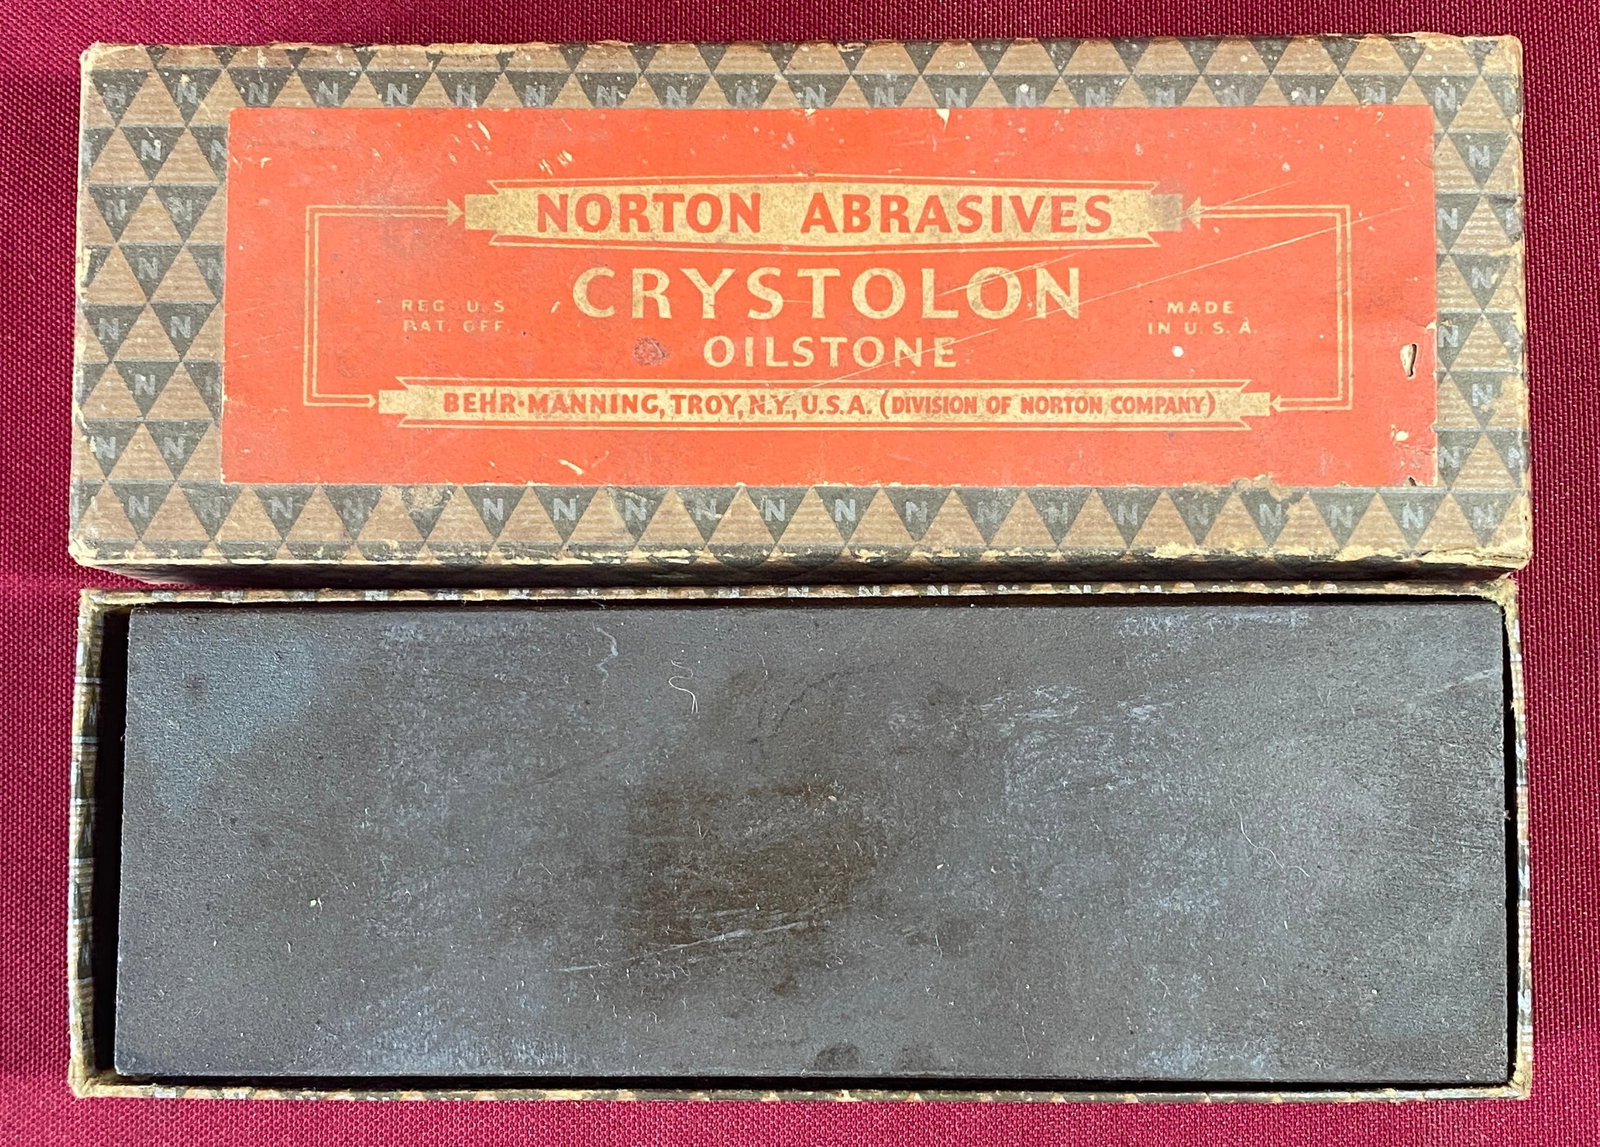 NORTON ABRASIVES
CRYSTOLON
REG. U.S.
PAT. OFF.
MADE
IN U.S.A.
OILSTONE
BEHR·MANNING, TROY, N.Y., U.S.A. (DIVISION OF NORTON COMPANY)